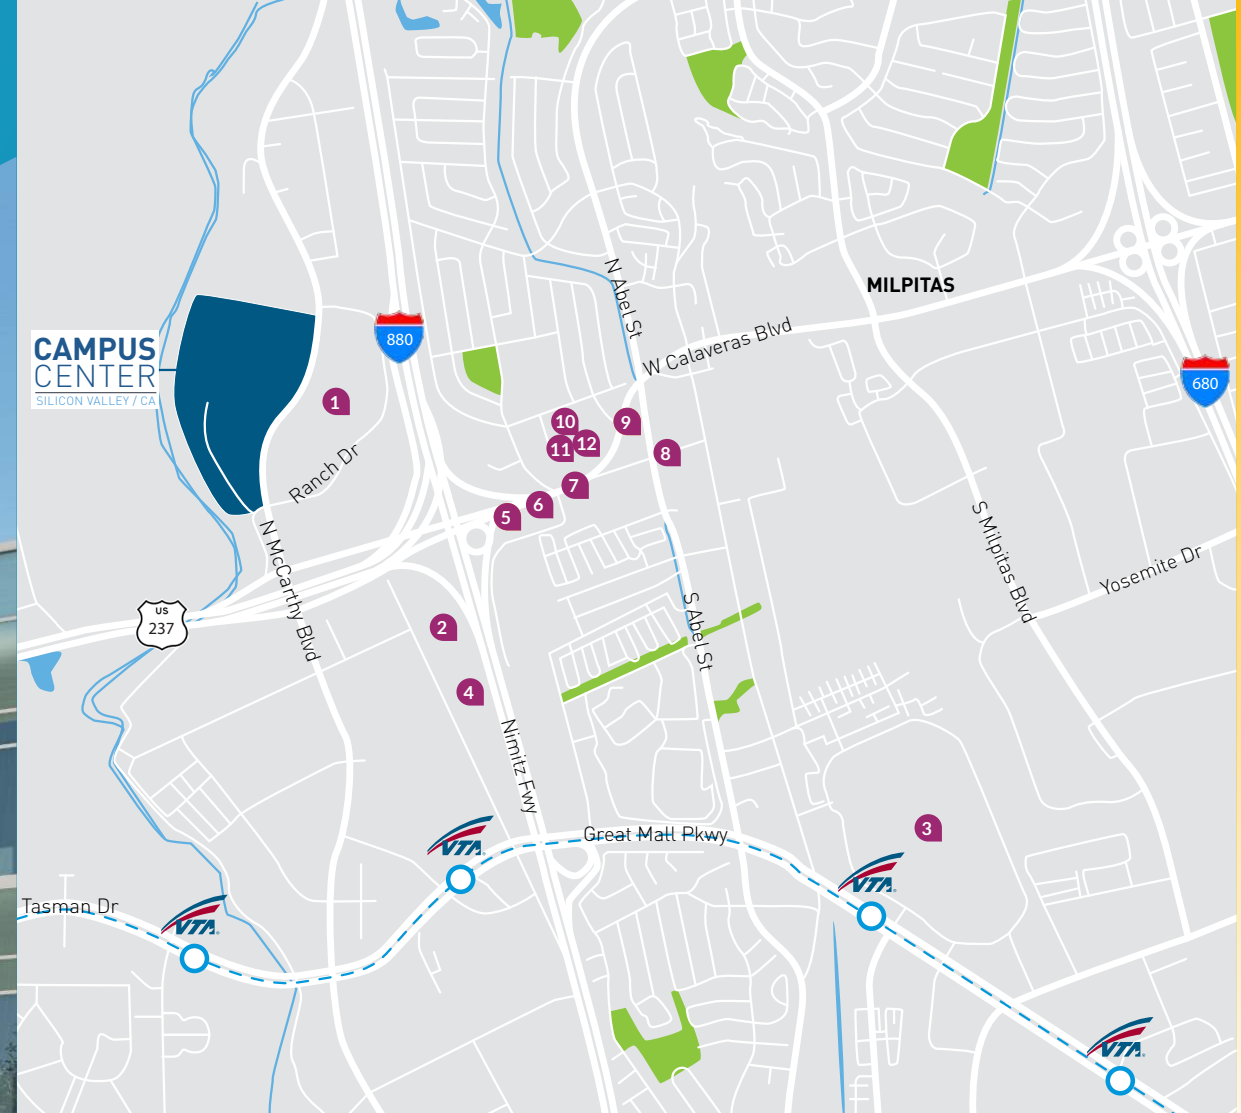 N Abel St
MILPITAS
W Calaveras Blvd
880
CAMPUS
CENTER
SILICON VALLEY / CA
680
1
10
9
12
11
8
Ranch Dr
7
6
5
N McCarthy Blvd
S Milpitas Blvd
Yosemite Dr
US
237
2
S Abel St
4
Nimitz Fwy
Great Mall Pkwy
3
VTA
VTA
Tasman Dr
VTA
VTA